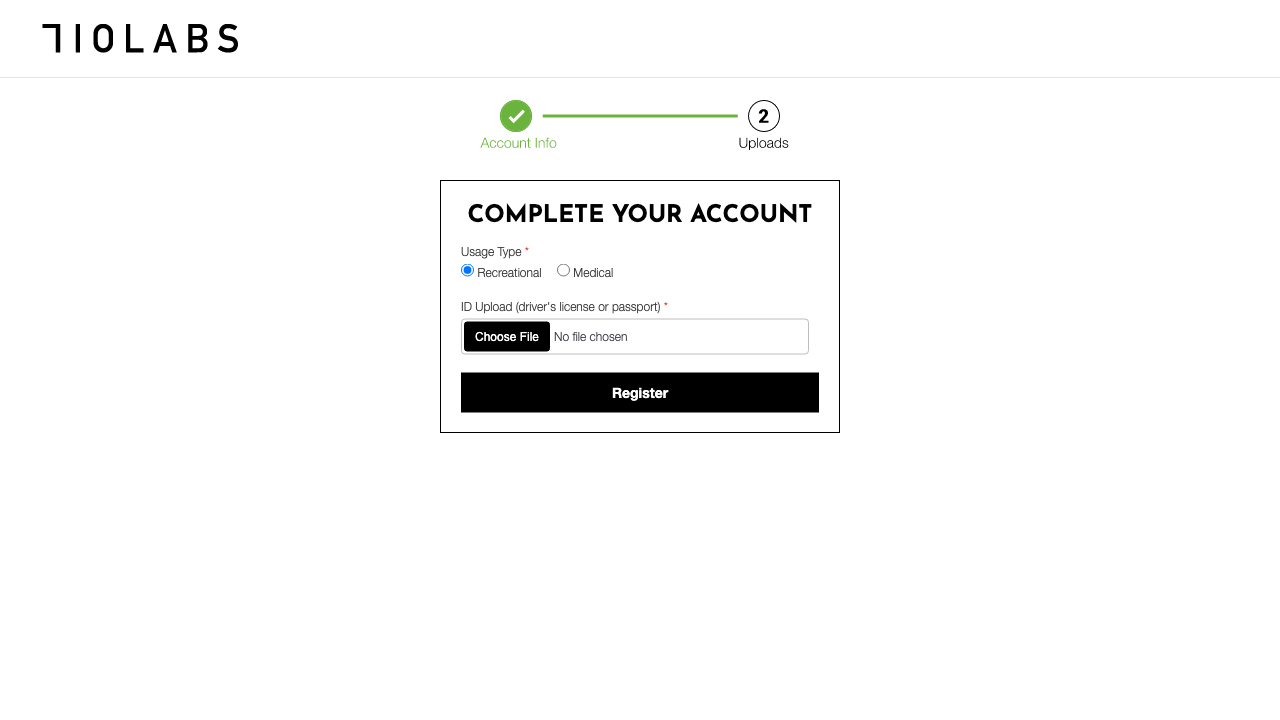 710LABS
2
Account Info
Uploads
COMPLETE YOUR ACCOUNT
Usage Type *
Recreational
Medical
ID Upload (driver's license or passport) *
Choose File
No file chosen
Register